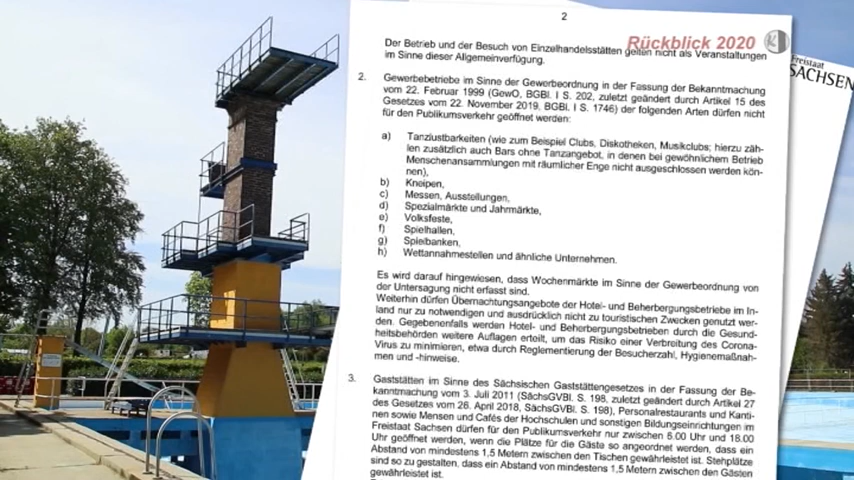 2
Rückblick 2020
Freistaat
SACHSEN
Der Betrieb und der Besuch von Einzelhandelsstätten gelten nicht als Veranstaltungen
im Sinne dieser Allgemeinverfügung.
2. Gewerbebetriebe im Sinne der Gewerbeordnung in der Fassung der Bekanntmachung
vom 22. Februar 1999 (GewO, BGBl. I S. 202, zuletzt geändert durch Artikel 15 des
Gesetzes vom 22. November 2019, BGBl. I S. 1746) der folgenden Arten dürfen nicht
für den Publikumsverkehr geöffnet werden:
a) Tanzlustbarkeiten (wie zum Beispiel Clubs, Diskotheken, Musikclubs; hierzu zäh-
len zusätzlich auch Bars ohne Tanzangebot, in denen bei gewöhnlichem Betrieb
Menschenansammlungen mit räumlicher Enge nicht ausgeschlossen werden kön-
nen),
b) Kneipen,
c) Messen, Ausstellungen,
d) Spezialmärkte und Jahrmärkte,
e) Volksfeste,
f) Spielhallen,
g) Spielbanken,
h) Wettannahmestellen und ähnliche Unternehmen.
Es wird darauf hingewiesen, dass Wochenmärkte im Sinne der Gewerbeordnung von
der Untersagung nicht erfasst sind.
Weiterhin dürfen Übernachtungsangebote der Hotel- und Beherbergungsbetriebe im In-
land nur zu notwendigen und ausdrücklich nicht zu touristischen Zwecken genutzt wer-
den. Gegebenenfalls werden Hotel- und Beherbergungsbetrieben durch die Gesund-
heitsbehörden weitere Auflagen erteilt, um das Risiko einer Verbreitung des Corona-
Virus zu minimieren, etwa durch Reglementierung der Besucherzahl, Hygienemaßnah-
men und -hinweise.
3. Gaststätten im Sinne des Sächsischen Gaststättengesetzes in der Fassung der Be-
kanntmachung vom 3. Juli 2011 (SächsGVBl. S. 198, zuletzt geändert durch Artikel 27
des Gesetzes vom 26. April 2018, SächsGVBl. S. 198), Personalrestaurants und Kanti-
nen sowie Mensen und Cafés der Hochschulen und sonstigen Bildungseinrichtungen im
Freistaat Sachsen dürfen für den Publikumsverkehr nur zwischen 6.00 Uhr und 18.00
Uhr geöffnet werden, wenn die Plätze für die Gäste so angeordnet werden, dass ein
Abstand von mindestens 1,5 Metern zwischen den Tischen gewährleistet ist. Stehplätze
sind so zu gestalten, dass ein Abstand von mindestens 1,5 Metern zwischen den Gästen
gewährleistet ist.